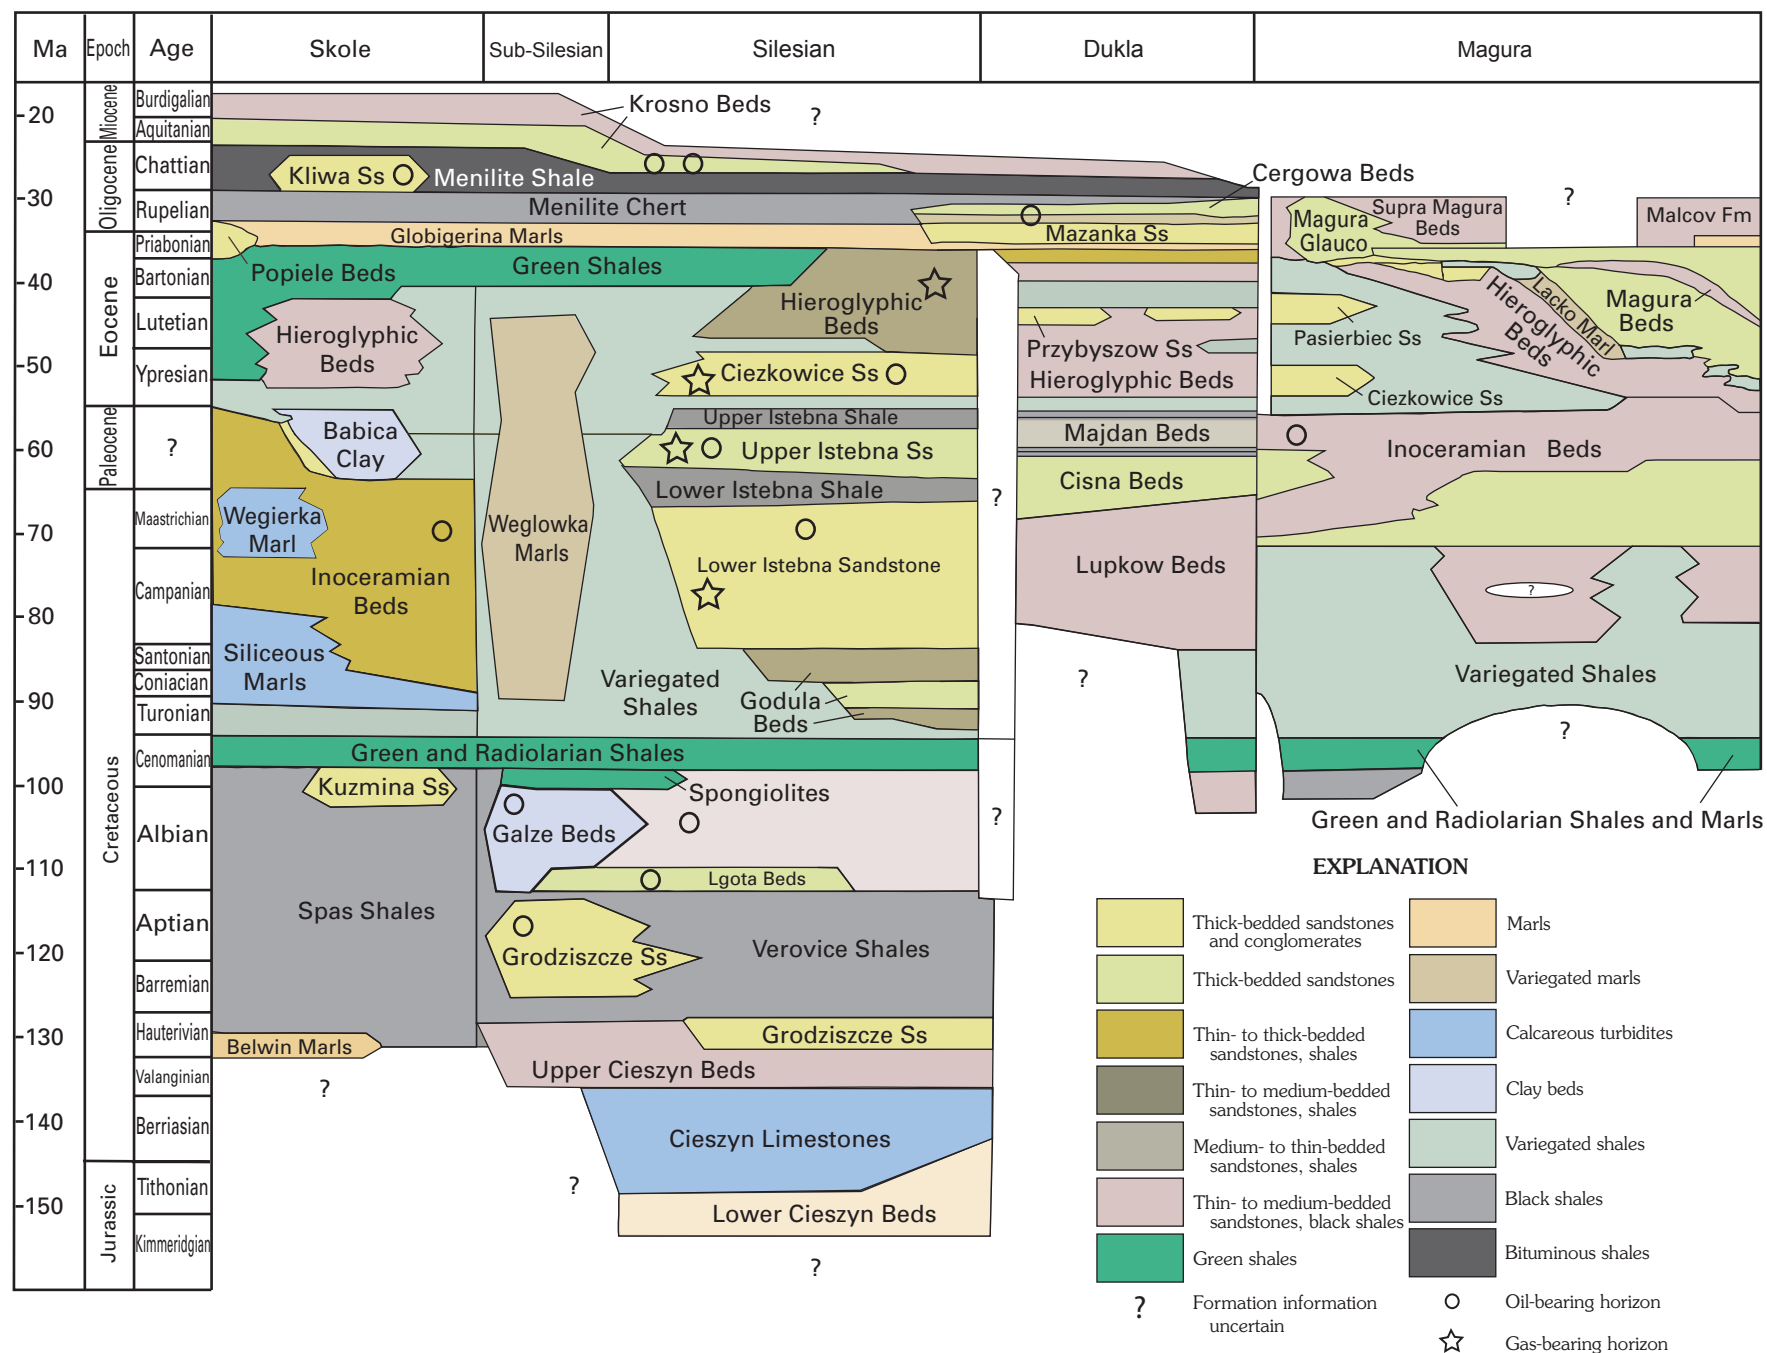 Ma
Epoch
Age
Skole
Sub-Silesian
Silesian
Dukla
Magura
20
30
40
50
60
70
80
90
100
110
120
130
140
150
Miocene
Oligocene
Eocene
Paleocene
Cretaceous
Jurassic
Burdigalian
Aquitanian
Chattian
Rupelian
Priabonian
Bartonian
Lutetian
Ypresian
?
Maastrichian
Campanian
Santonian
Coniacian
Turonian
Cenomanian
Albian
Aptian
Barremian
Hauterivian
Valanginian
Berriasian
Tithonian
Kimmeridgian
Krosno Beds
?
Kliwa Ss
Menilite Shale
Menilite Chert
Globigerina Marls
Popiele Beds
Green Shales
Hieroglyphic
Beds
Babica
Clay
Wegierka
Marl
Inoceramian
Beds
Siliceous
Marls
Green and Radiolarian Shales
Kuzmina Ss
Spas Shales
Belwin Marls
?
Weglowka
Marls
Variegated
Shales
Hieroglyphic
Beds
Ciezkowice Ss
Upper Istebna Shale
Upper Istebna Ss
Lower Istebna Shale
Lower Istebna Sandstone
Godula
Beds
Spongiolites
Galze Beds
Lgota Beds
Grodziszcze Ss
Verovice Shales
Grodziszcze Ss
Upper Cieszyn Beds
Cieszyn Limestones
?
Lower Cieszyn Beds
?
?
?
Cergowa Beds
Mazanka Ss
Przybyszow Ss
Hieroglyphic Beds
Majdan Beds
Cisna Beds
Lupkow Beds
?
?
Magura
Glauco
Supra Magura
Beds
Malcov Fm
Pasierbiec Ss
Hieroglyphic
Beds
Lacko Marl
Magura
Beds
Ciezkowice Ss
Inoceramian Beds
?
Variegated Shales
?
Green and Radiolarian Shales and Marls
EXPLANATION
Thick-bedded sandstones
and conglomerates
Thick-bedded sandstones
Thin- to thick-bedded
sandstones, shales
Thin- to medium-bedded
sandstones, shales
Medium- to thin-bedded
sandstones, shales
Thin- to medium-bedded
sandstones, black shales
Green shales
?
Formation information
uncertain
Marls
Variegated marls
Calcareous turbidites
Clay beds
Variegated shales
Black shales
Bituminous shales
Oil-bearing horizon
Gas-bearing horizon